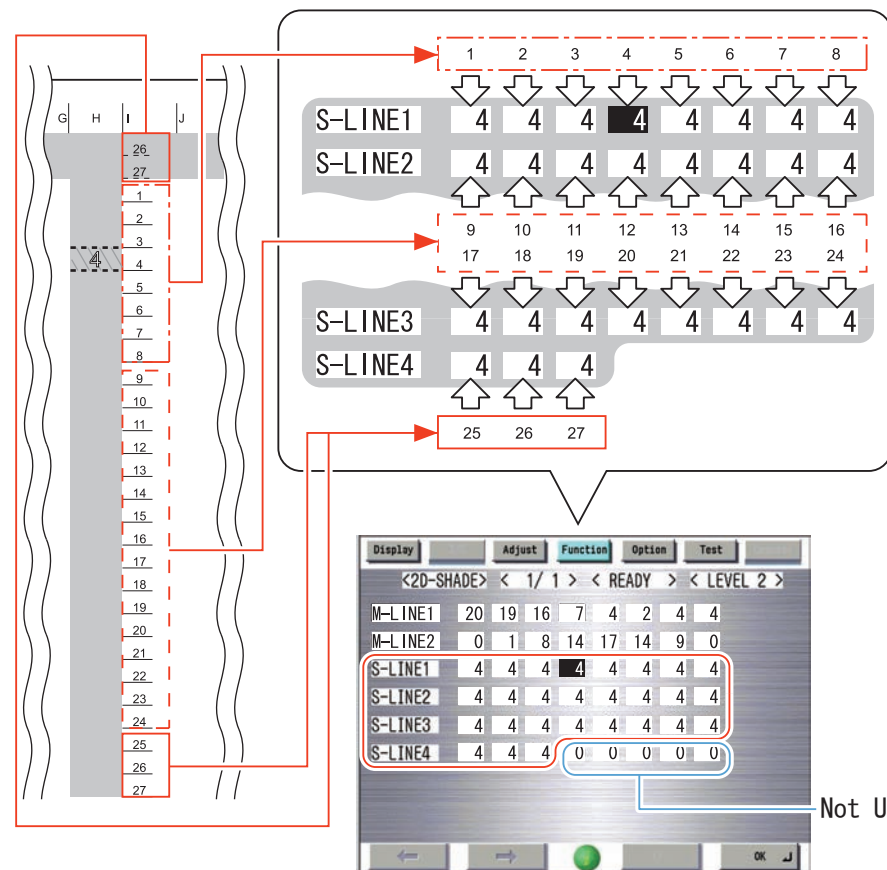 G H I J
26
27
1
2
3
4
4
5
6
7
8
9
10
11
12
13
14
15
16
17
18
19
20
21
22
23
24
25
26
27
1 2 3 4 5 6 7 8
S-LINE1 4 4 4 4 4 4 4 4
S-LINE2 4 4 4 4 4 4 4 4
9 10 11 12 13 14 15 16
17 18 19 20 21 22 23 24
S-LINE3 4 4 4 4 4 4 4 4
S-LINE4 4 4 4
25 26 27
Display Adjust Function Option Test
<2D-SHADE> < 1/ 1 > < READY > < LEVEL 2 >
M-LINE1 20 19 16 7 4 2 4 4
M-LINE2 0 1 8 14 17 14 9 0
S-LINE1 4 4 4 4 4 4 4 4
S-LINE2 4 4 4 4 4 4 4 4
S-LINE3 4 4 4 4 4 4 4 4
S-LINE4 4 4 4 0 0 0 0 0
Not U
OK